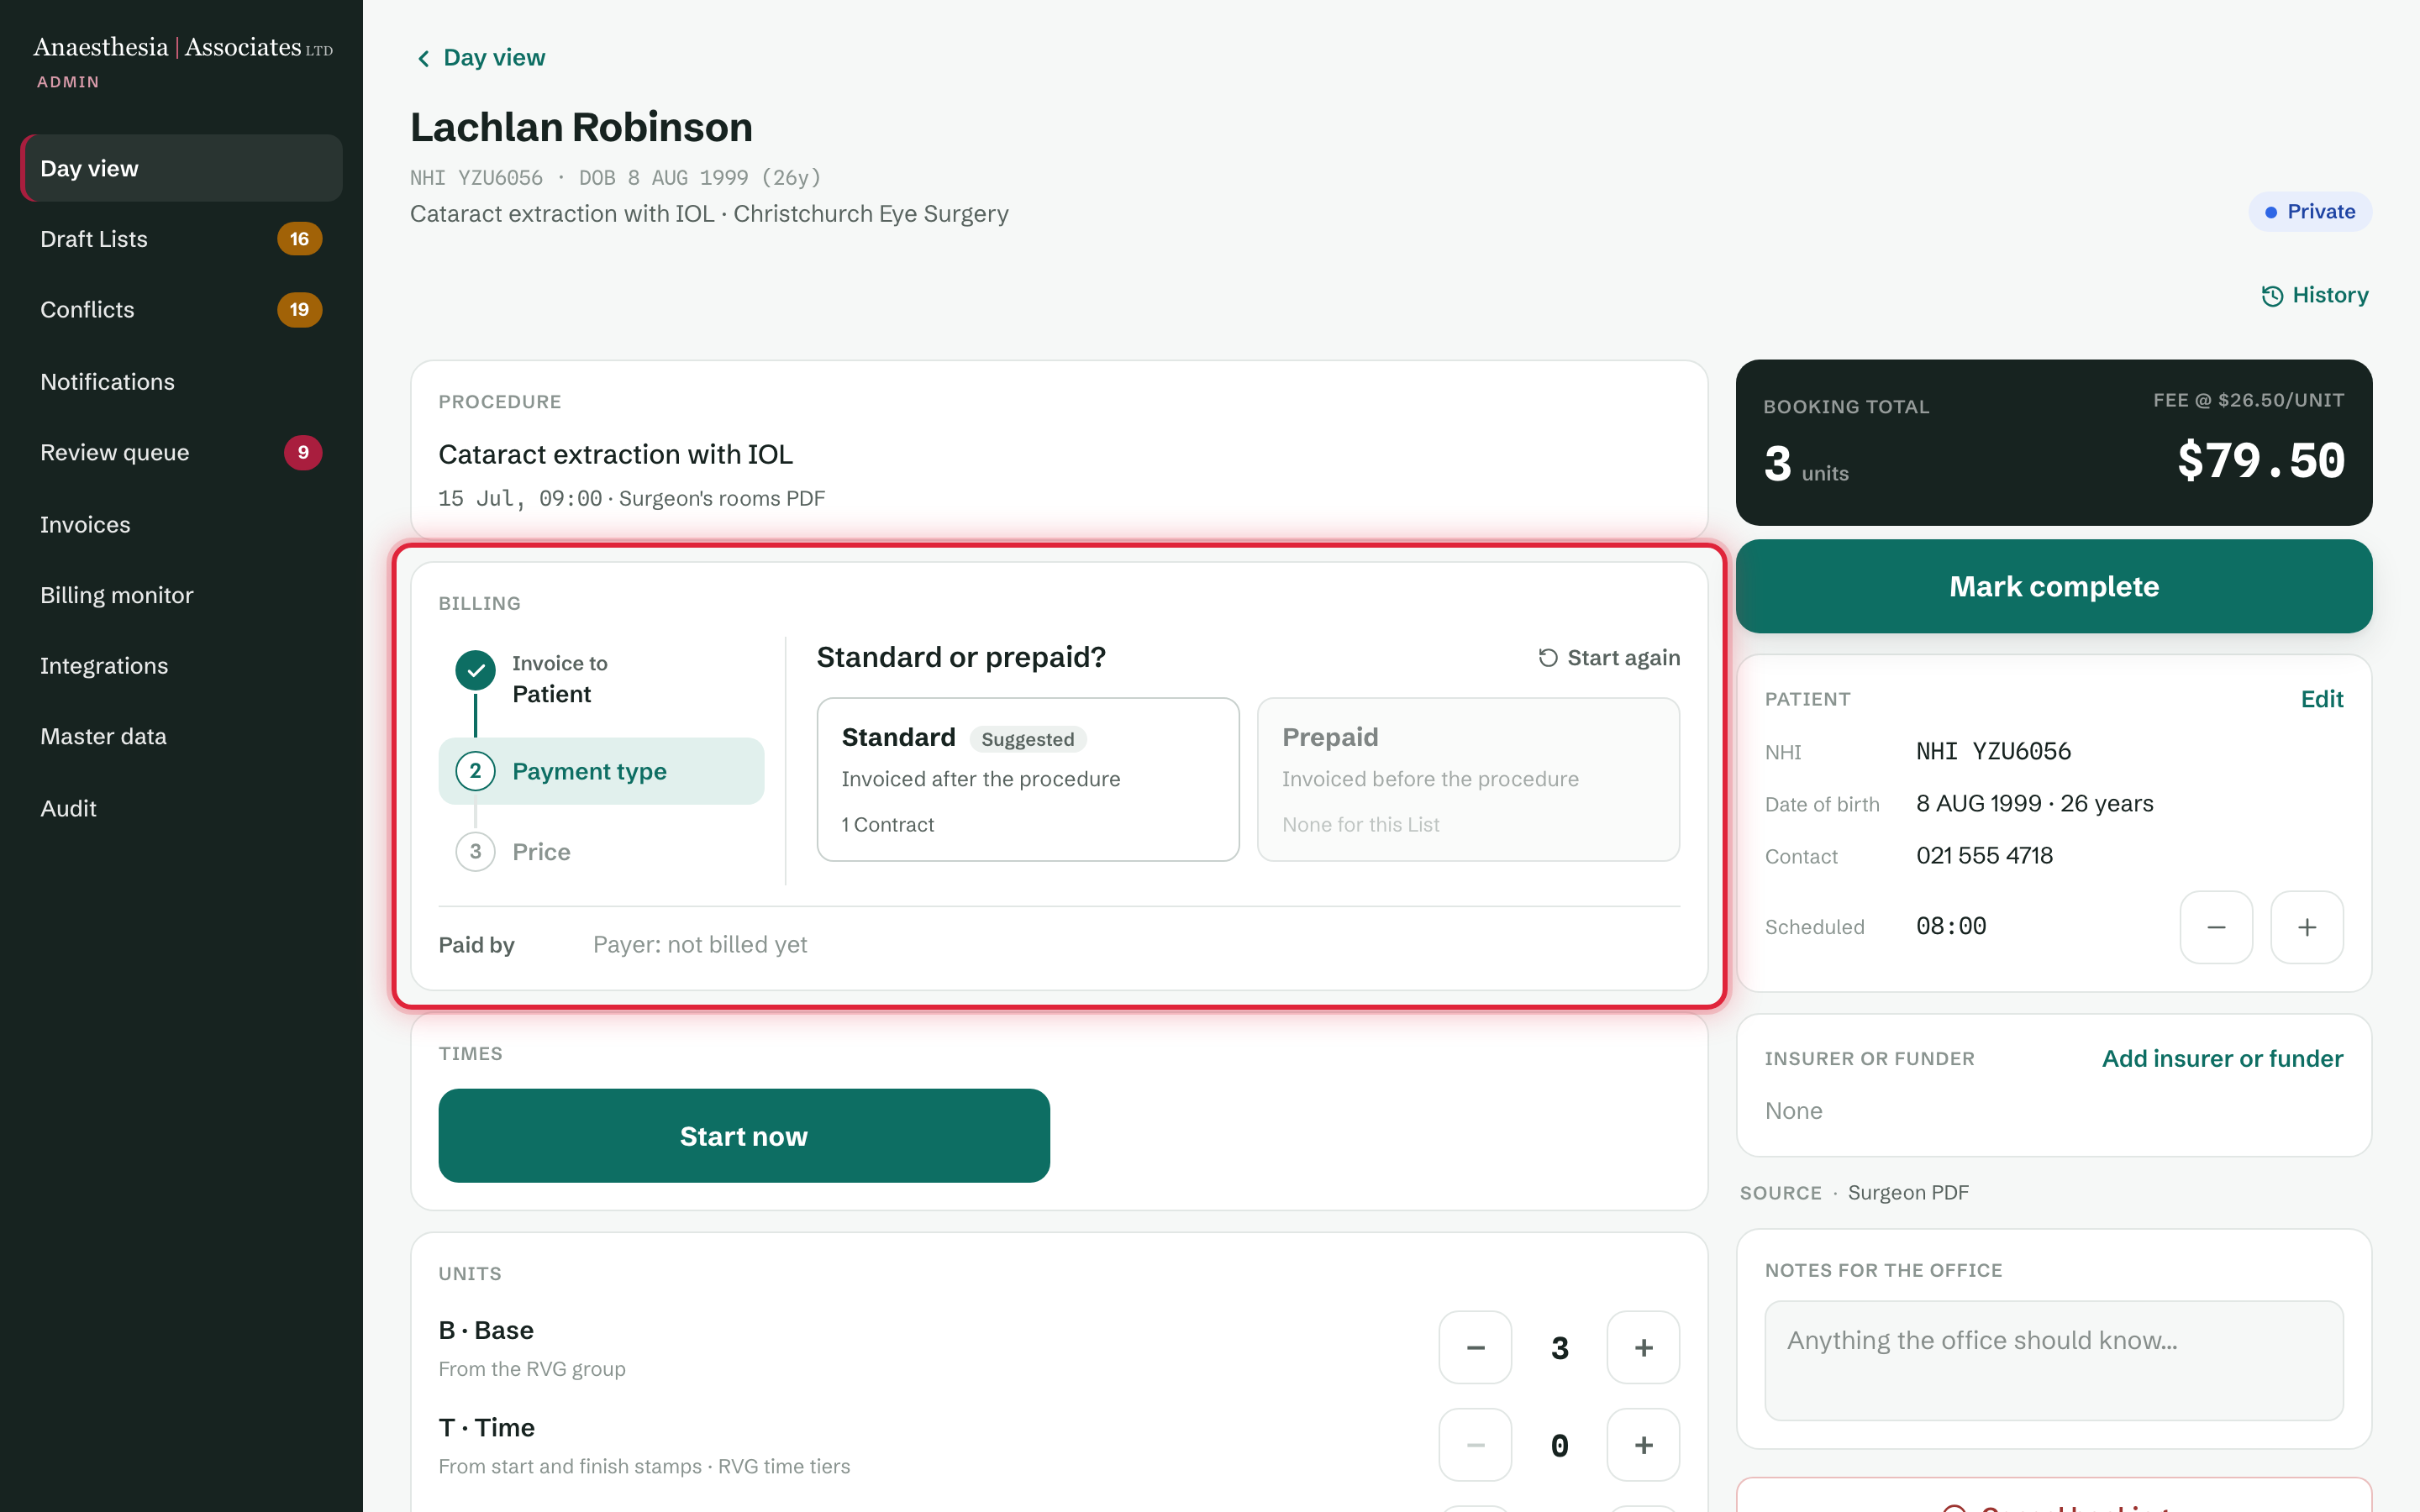 Anaesthesia | Associates LTD
ADMIN
Day view
Draft Lists 16
Conflicts 19
Notifications
Review queue 9
Invoices
Billing monitor
Integrations
Master data
Audit
Day view
Lachlan Robinson
NHI YZU6056 · DOB 8 AUG 1999 (26y)
Cataract extraction with IOL · Christchurch Eye Surgery
Private
History
PROCEDURE
Cataract extraction with IOL
15 Jul, 09:00 · Surgeon's rooms PDF
BILLING
Invoice to
Patient
2 Payment type
3 Price
Standard or prepaid?
Start again
Standard Suggested
Invoiced after the procedure
1 Contract
Prepaid
Invoiced before the procedure
None for this List
Paid by Payer: not billed yet
TIMES
Start now
UNITS
B · Base
From the RVG group
− 3 +
T · Time
From start and finish stamps · RVG time tiers
− 0 +
BOOKING TOTAL FEE @ $26.50/UNIT
3 units $79.50
Mark complete
PATIENT Edit
NHI NHI YZU6056
Date of birth 8 AUG 1999 · 26 years
Contact 021 555 4718
Scheduled 08:00 − +
INSURER OR FUNDER Add insurer or funder
None
SOURCE · Surgeon PDF
NOTES FOR THE OFFICE
Anything the office should know...